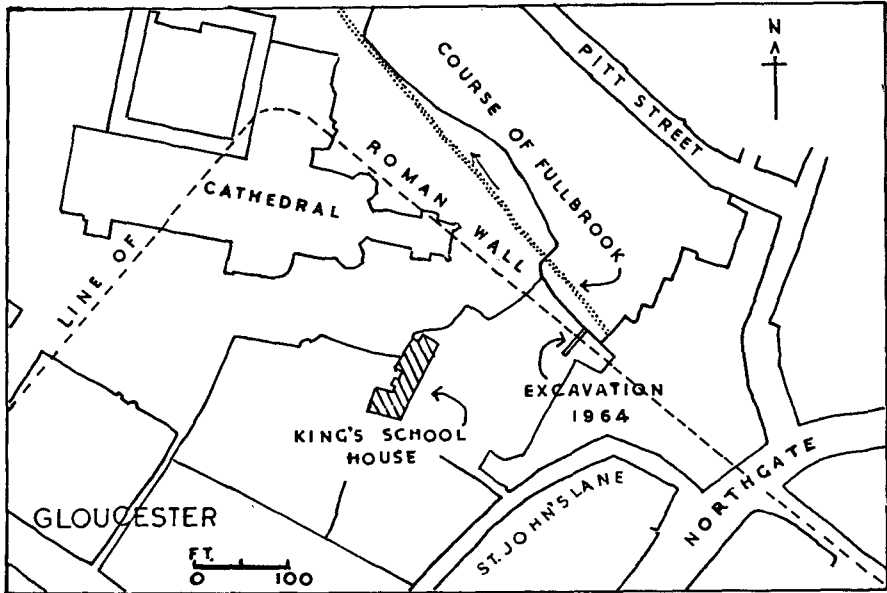 N
PITT STREET
COURSE OF FULLBROOK
LINE OF ROMAN WALL
CATHEDRAL
EXCAVATION
1964
KING'S SCHOOL
HOUSE
NORTHGATE
ST. JOHN'S LANE
GLOUCESTER
FT.
0 100